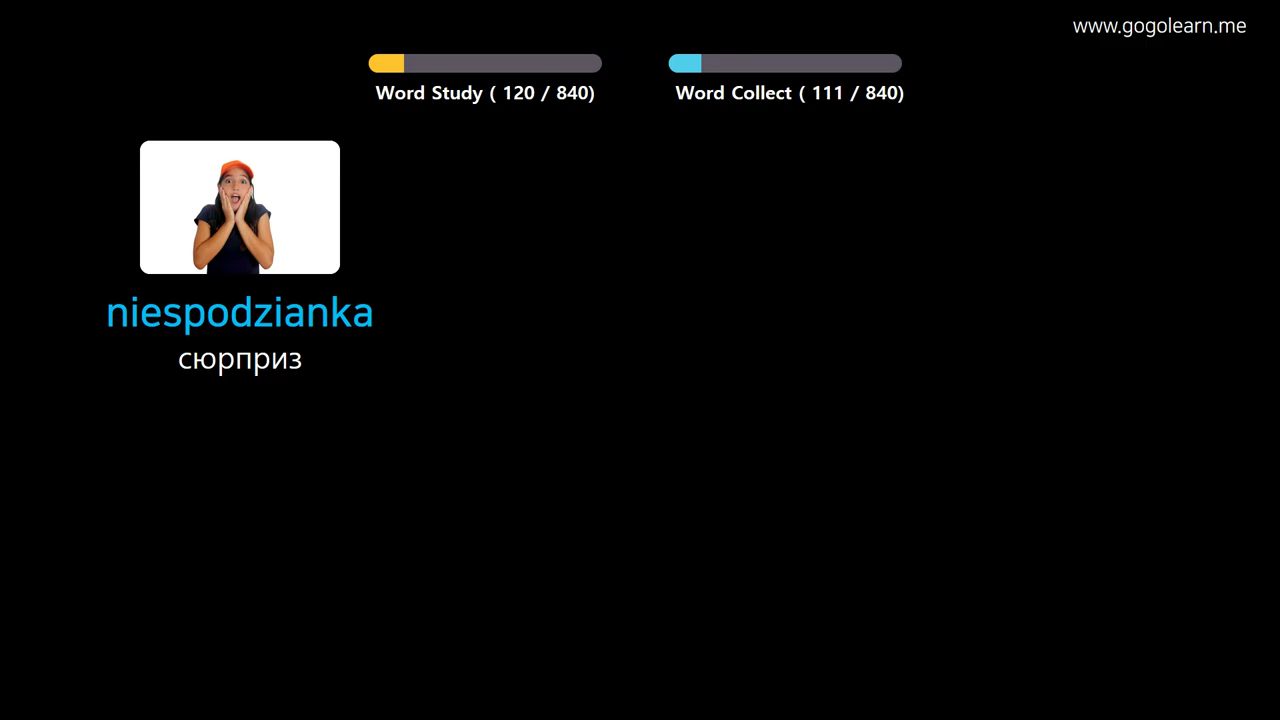 www.gogolearn.me
Word Study ( 120 / 840)
Word Collect ( 111 / 840)
niespodzianka
сюрприз